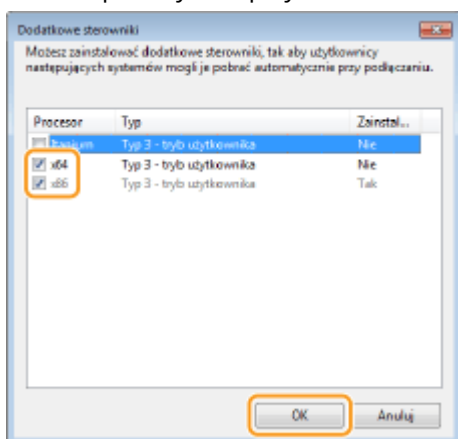 Dodatkowe sterowniki
Możesz zainstalować dodatkowe sterowniki, tak aby użytkownicy
następujących systemów mogli je pobrać automatycznie przy podłączaniu.
Procesor Typ Zainstal...
Itanium Typ 3 - tryb użytkownika Nie
x64 Typ 3 - tryb użytkownika Nie
x86 Typ 3 - tryb użytkownika Tak
OK Anuluj